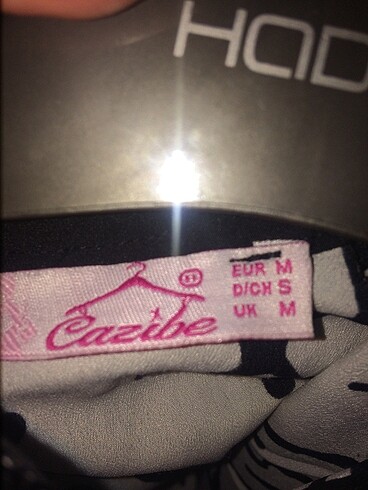 HAD
Cazibe
EUR M
D/CH S
UK M